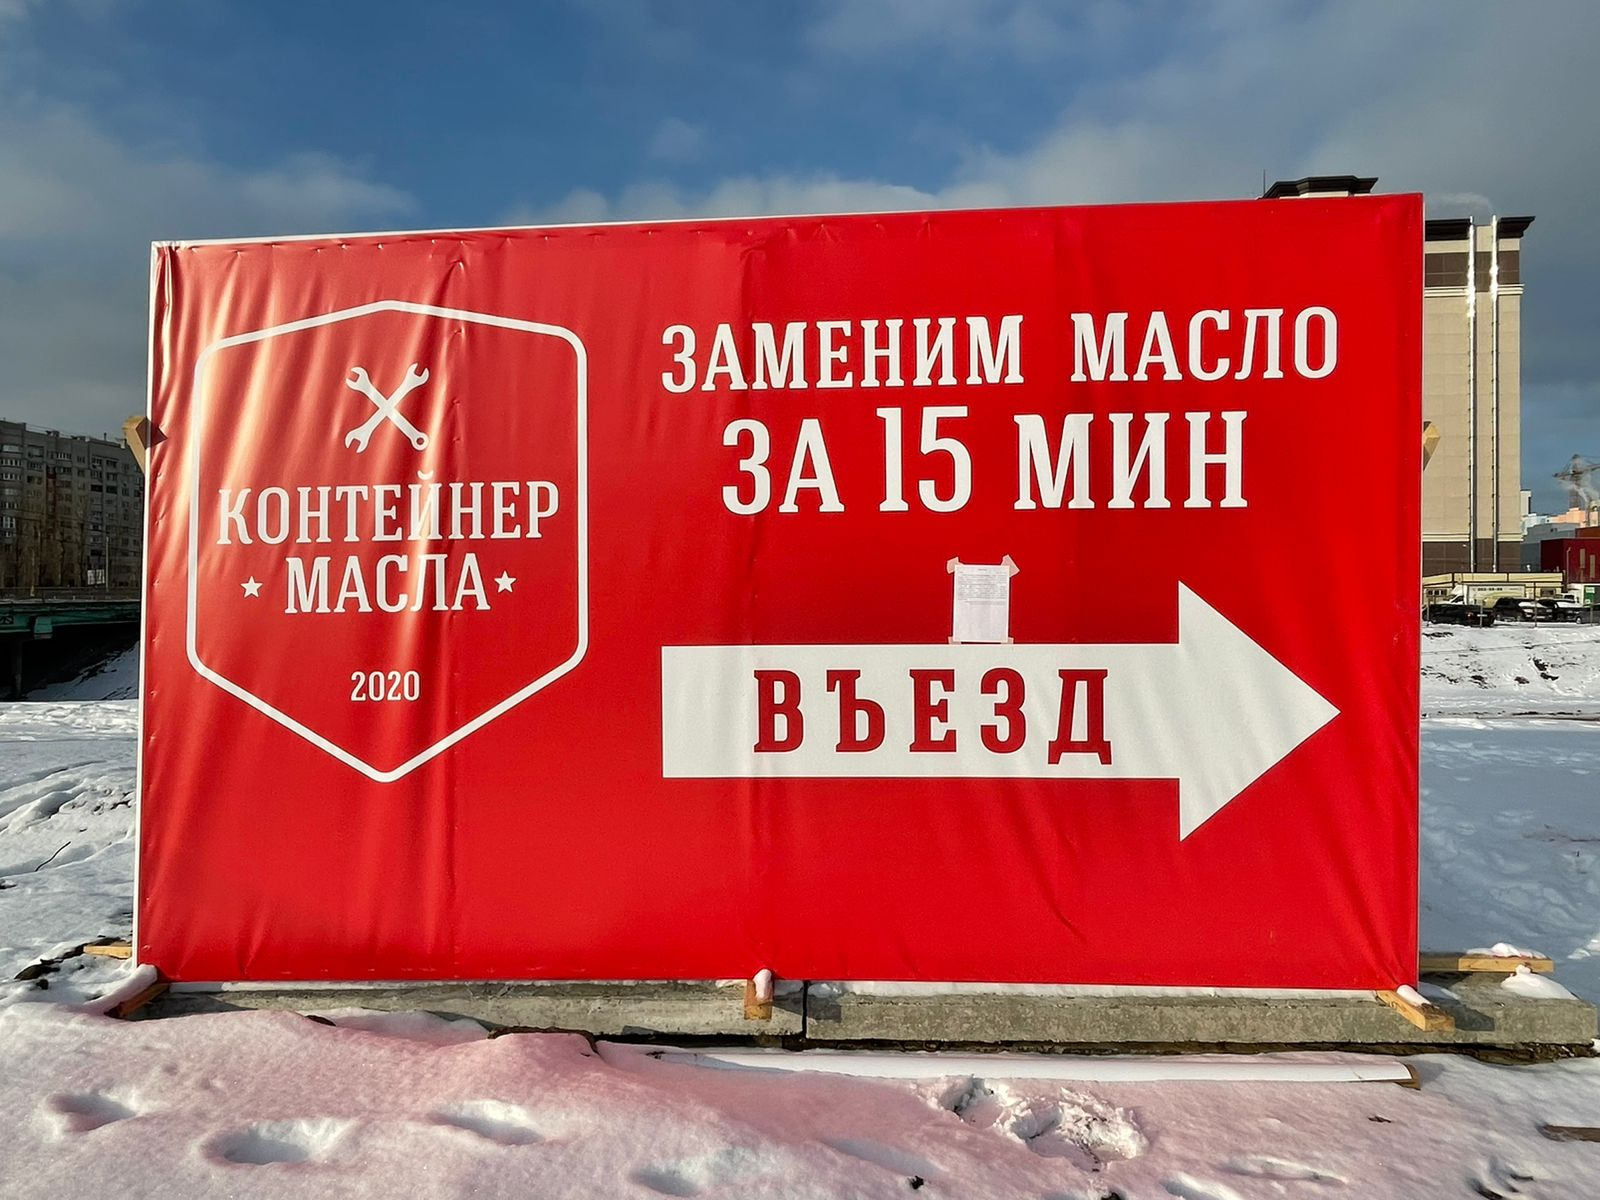 КОНТЕЙНЕР
МАСЛА
2020
ЗАМЕНИМ МАСЛО
ЗА 15 МИН
ВЪЕЗД